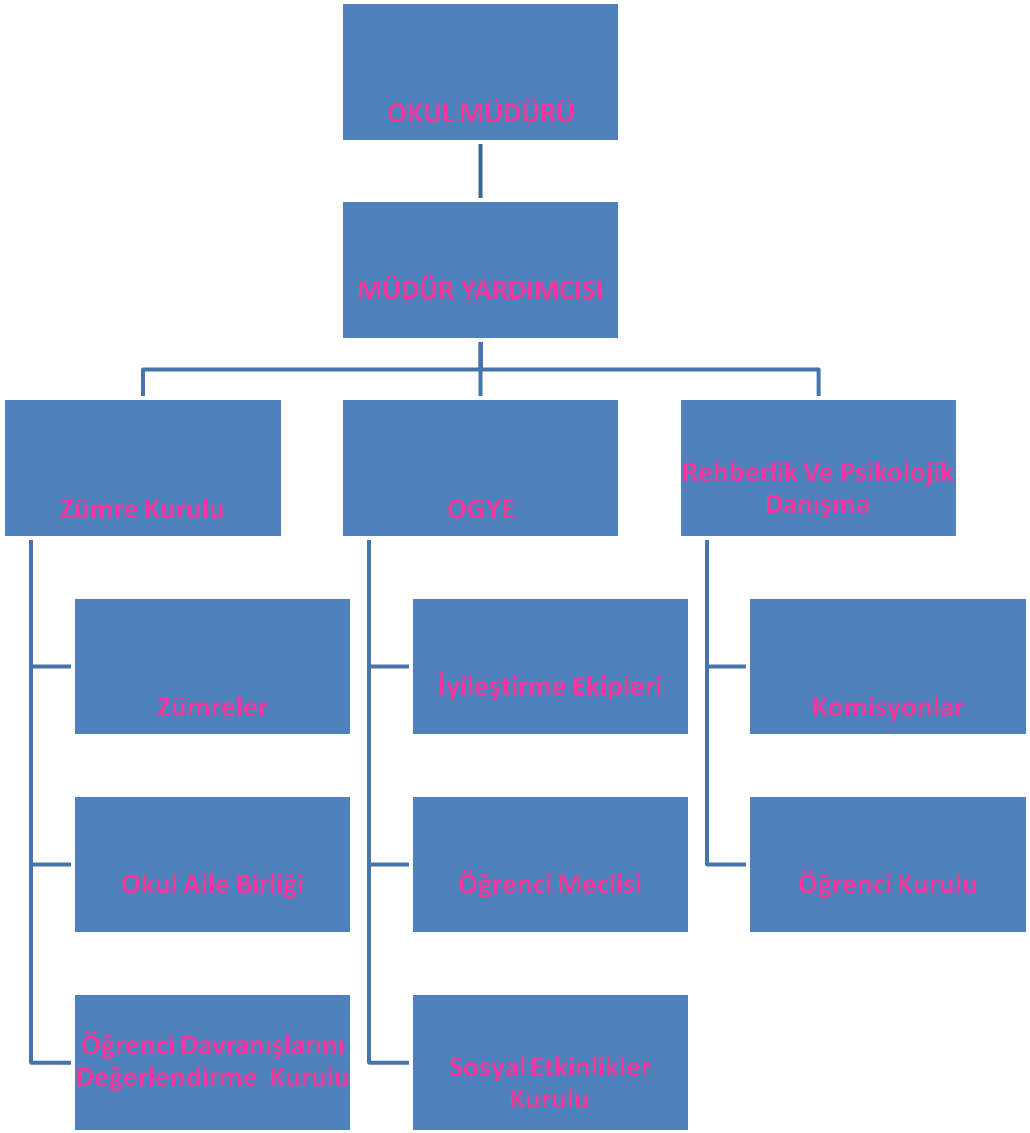 OKUL MÜDÜRÜ
MÜDÜR YARDIMCISI
Zümre Kurulu
OGYE
Rehberlik Ve Psikolojik
Danışma
Zümreler
İyileştirme Ekipleri
Komisyonlar
Okul Aile Birliği
Öğrenci Meclisi
Öğrenci Kurulu
Öğrenci Davranışlarını
Değerlendirme Kurulu
Sosyal Etkinlikler
Kurulu